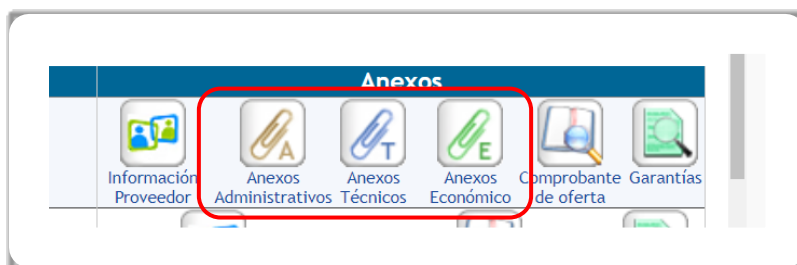 Anexos
A
T
E
Información Proveedor
Anexos Administrativos
Anexos Técnicos
Anexos Económico
Comprobante de oferta
Garantías